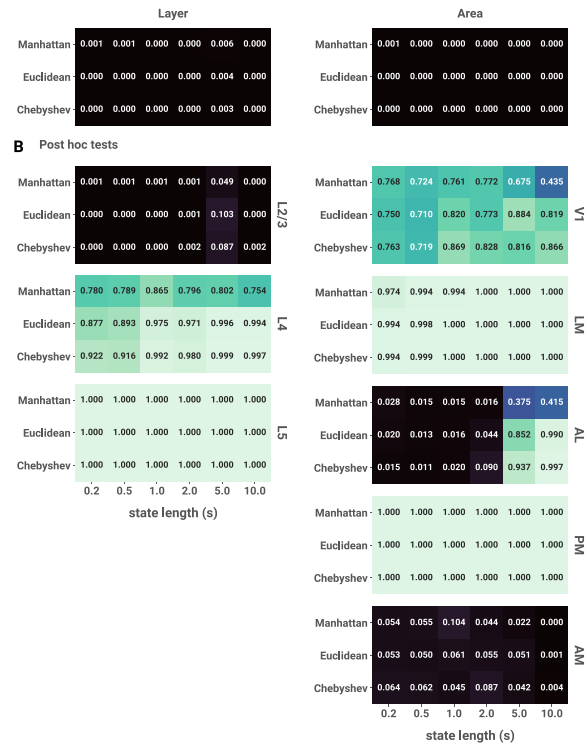 Layer
Manhattan 0.001 0.001 0.000 0.000 0.006 0.000
Euclidean 0.000 0.000 0.000 0.000 0.004 0.000
Chebyshev 0.000 0.000 0.000 0.000 0.003 0.000
Area
Manhattan 0.001 0.000 0.000 0.000 0.000 0.000
Euclidean 0.000 0.000 0.000 0.000 0.000 0.000
Chebyshev 0.000 0.000 0.000 0.000 0.000 0.000
B Post hoc tests
Manhattan 0.001 0.001 0.001 0.001 0.049 0.000
Euclidean 0.000 0.000 0.000 0.001 0.103 0.000
Chebyshev 0.000 0.000 0.000 0.002 0.087 0.002
L2/3
Manhattan 0.780 0.789 0.865 0.796 0.802 0.754
Euclidean 0.877 0.893 0.975 0.971 0.996 0.994
Chebyshev 0.922 0.916 0.992 0.980 0.999 0.997
L4
Manhattan 1.000 1.000 1.000 1.000 1.000 1.000
Euclidean 1.000 1.000 1.000 1.000 1.000 1.000
Chebyshev 1.000 1.000 1.000 1.000 1.000 1.000
L5
0.2 0.5 1.0 2.0 5.0 10.0
state length (s)
Manhattan 0.768 0.724 0.761 0.772 0.675 0.435
Euclidean 0.750 0.710 0.820 0.773 0.884 0.819
Chebyshev 0.763 0.719 0.869 0.828 0.816 0.866
V1
Manhattan 0.974 0.994 0.994 1.000 1.000 1.000
Euclidean 0.994 0.998 1.000 1.000 1.000 1.000
Chebyshev 0.994 0.999 1.000 1.000 1.000 1.000
LM
Manhattan 0.028 0.015 0.015 0.016 0.375 0.415
Euclidean 0.020 0.013 0.016 0.044 0.852 0.990
Chebyshev 0.015 0.011 0.020 0.090 0.937 0.997
AL
Manhattan 1.000 1.000 1.000 1.000 1.000 1.000
Euclidean 1.000 1.000 1.000 1.000 1.000 1.000
Chebyshev 1.000 1.000 1.000 1.000 1.000 1.000
PM
Manhattan 0.054 0.055 0.104 0.044 0.022 0.000
Euclidean 0.053 0.050 0.061 0.055 0.051 0.001
Chebyshev 0.064 0.062 0.045 0.087 0.042 0.004
AM
0.2 0.5 1.0 2.0 5.0 10.0
state length (s)